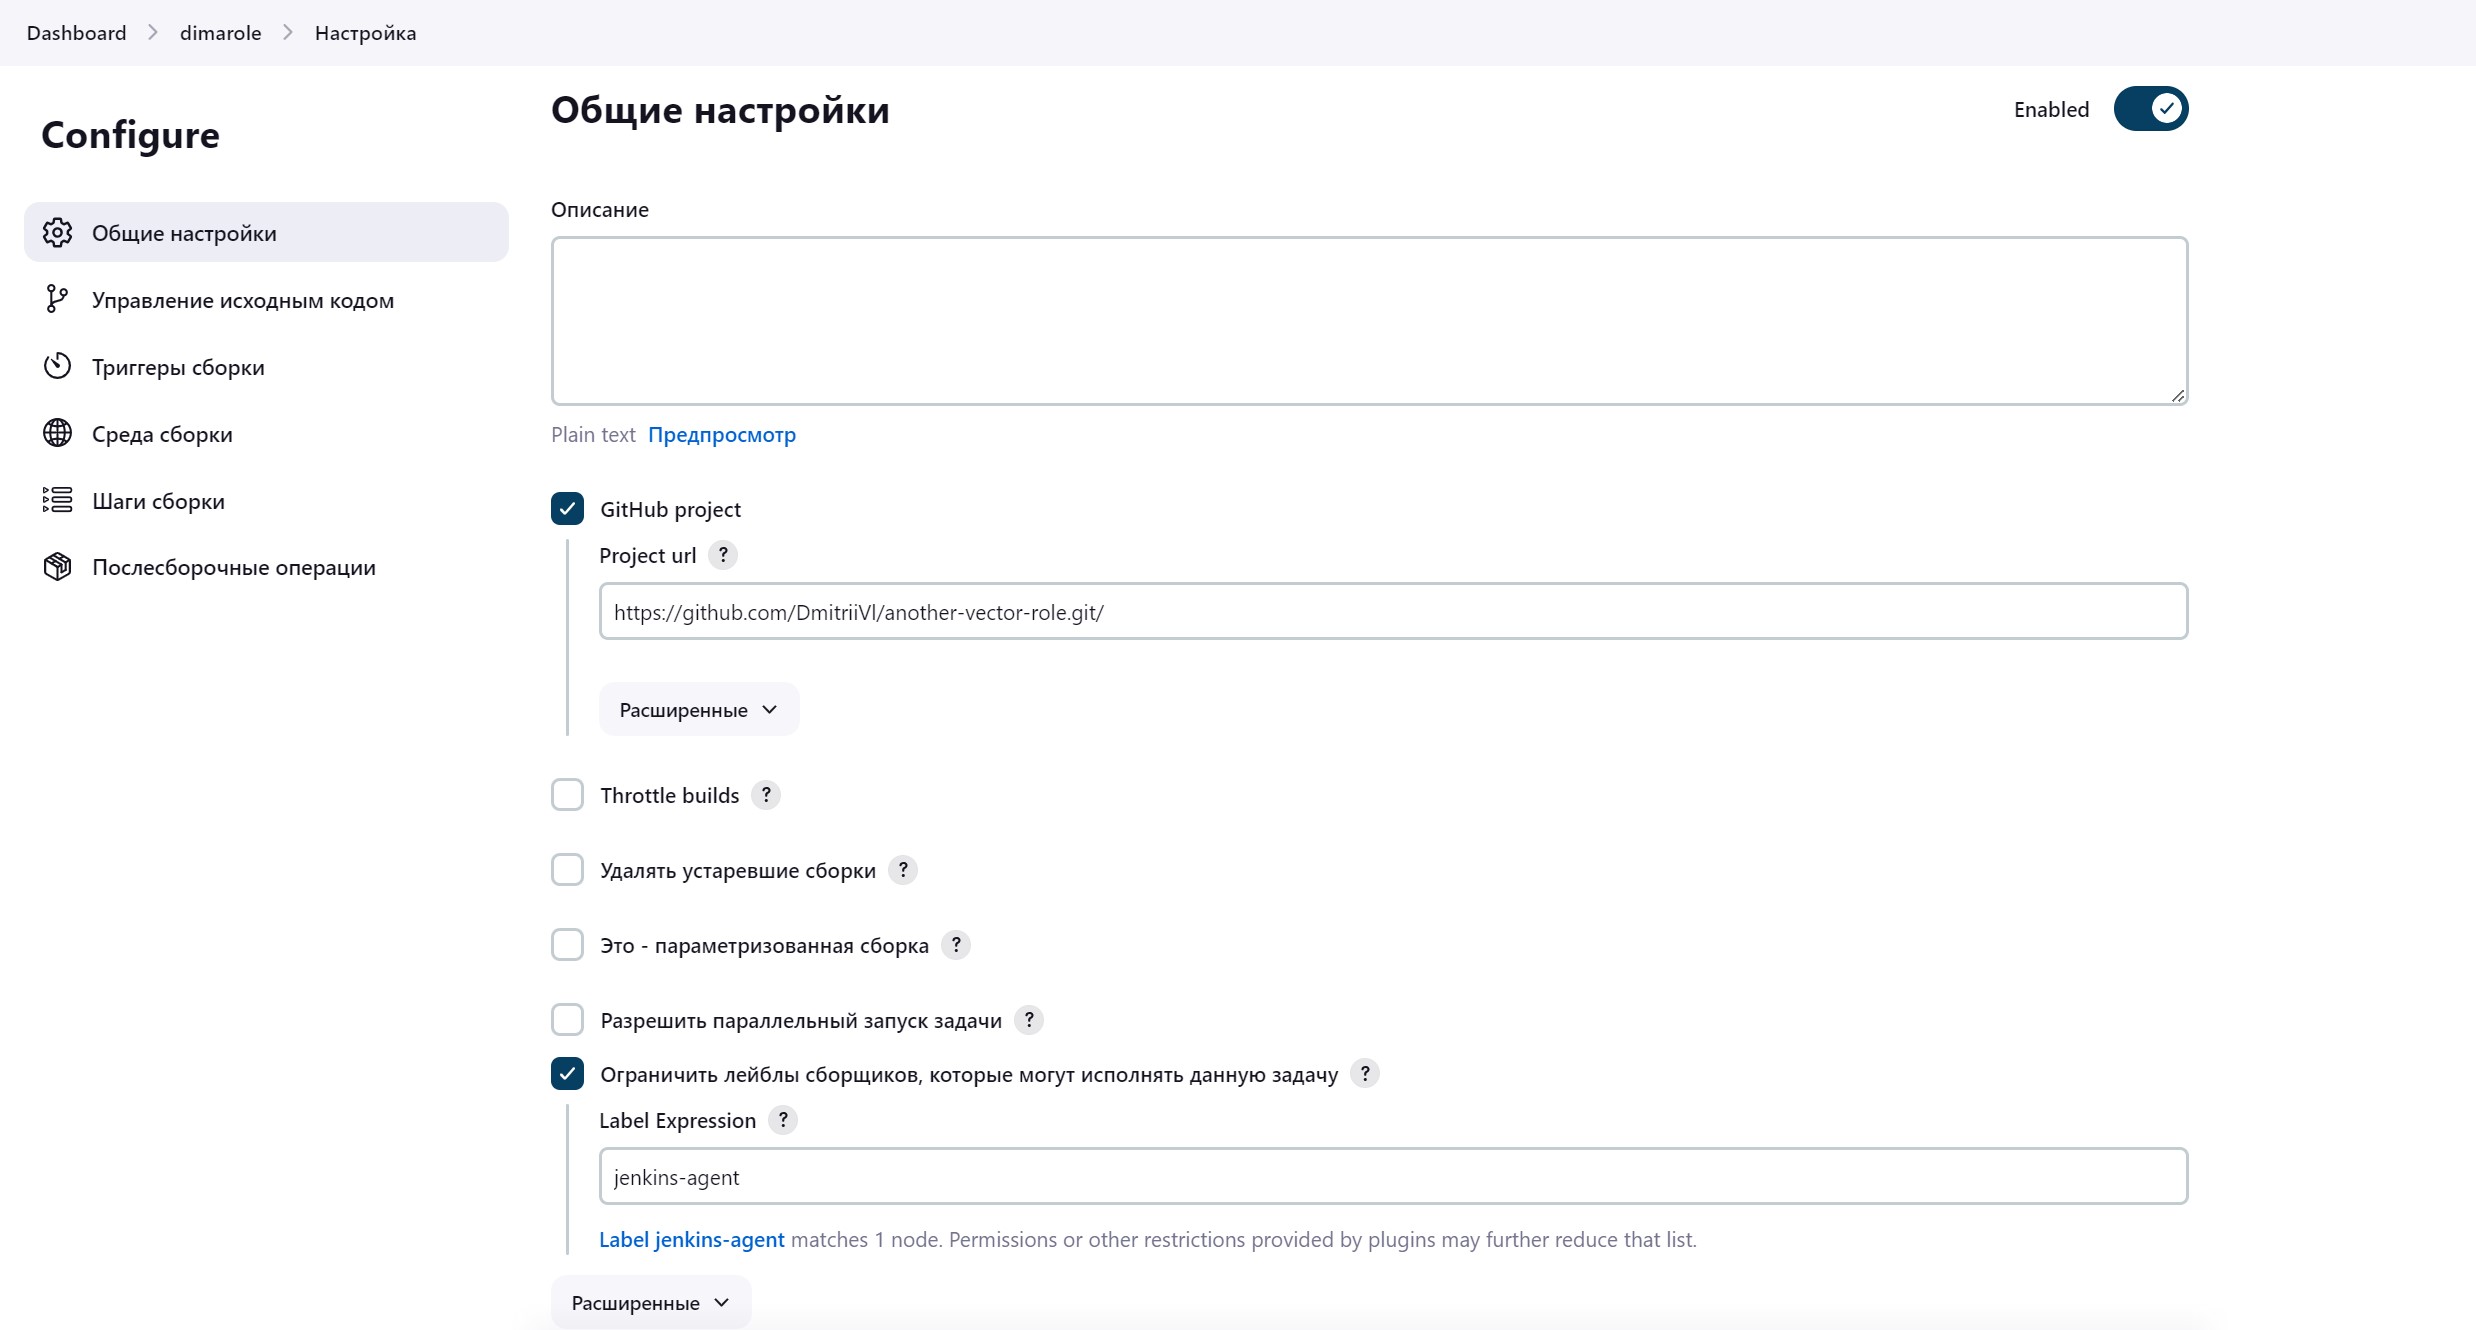 Dashboard > dimarole > Настройка
Configure
Общие настройки
Управление исходным кодом
Триггеры сборки
Среда сборки
Шаги сборки
Послесборочные операции
Общие настройки
Enabled
Описание
Plain text Предпросмотр
GitHub project
Project url ?
https://github.com/DmitriiVl/another-vector-role.git/
Расширенные
Throttle builds ?
Удалять устаревшие сборки ?
Это - параметризованная сборка ?
Разрешить параллельный запуск задачи ?
Ограничить лейблы сборщиков, которые могут исполнять данную задачу ?
Label Expression ?
jenkins-agent
Label jenkins-agent matches 1 node. Permissions or other restrictions provided by plugins may further reduce that list.
Расширенные